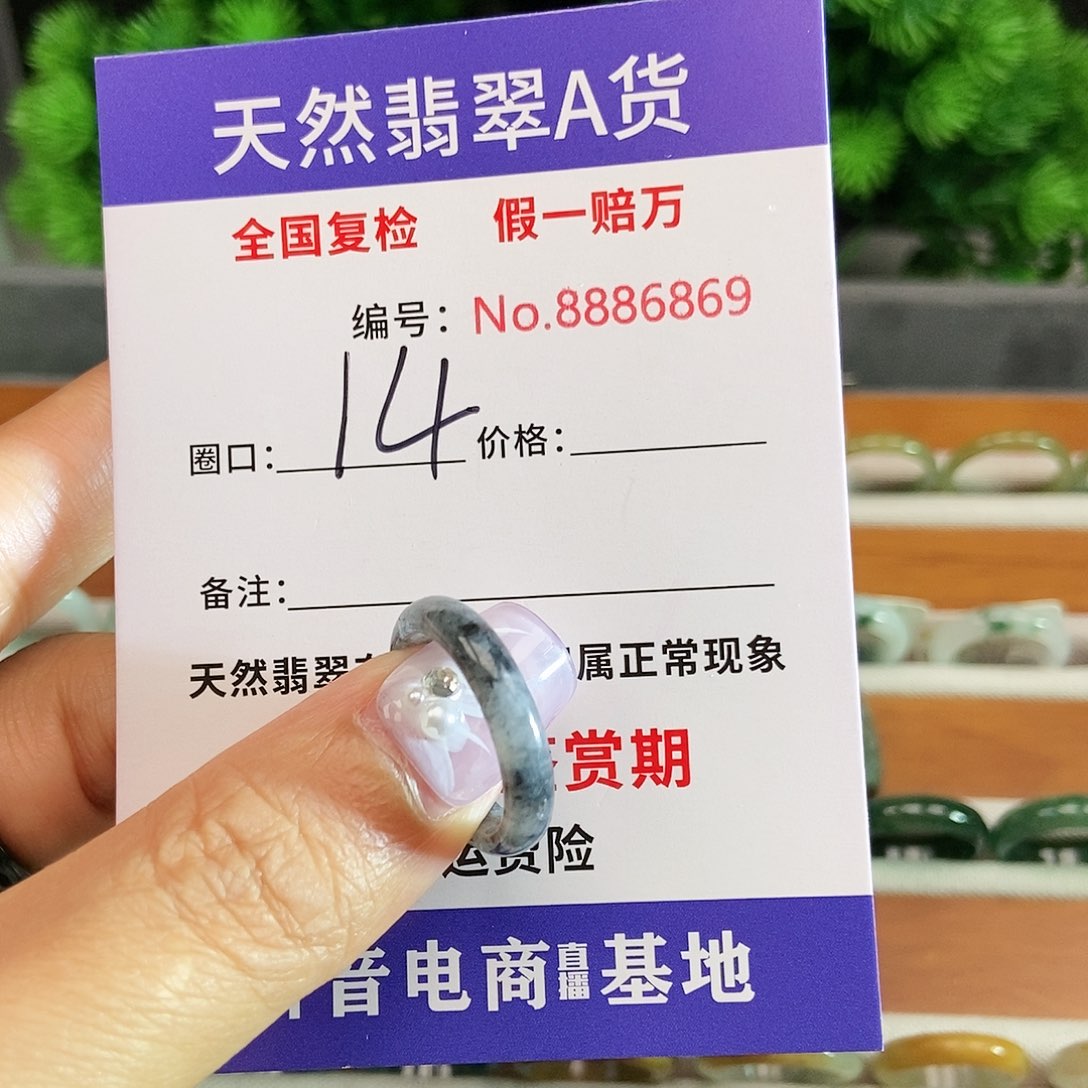 天然翡翠A货
全国复检 假一赔万
编号：No.8886869
圈口：14 价格：
备注：
天然翡翠 属正常现象
赏期
运费险
音电商直播基地